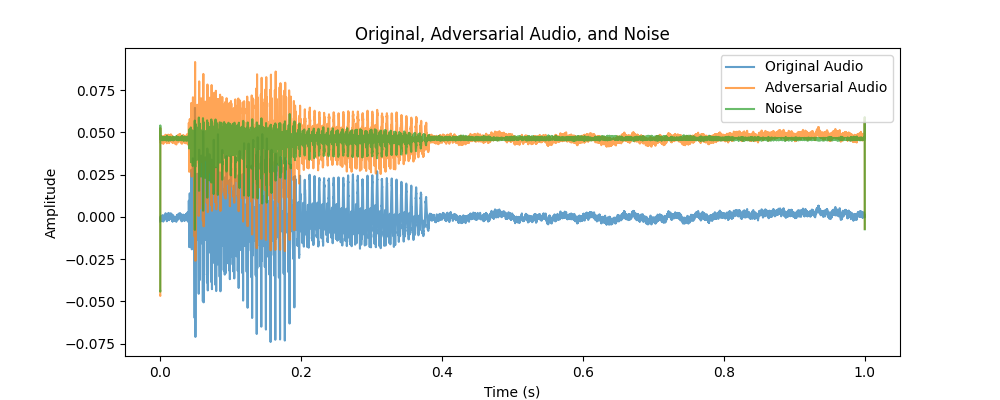 Original, Adversarial Audio, and Noise
Original Audio
Adversarial Audio
Noise
Amplitude
0.075
0.050
0.025
0.000
−0.025
−0.050
−0.075
0.0
0.2
0.4
0.6
0.8
1.0
Time (s)